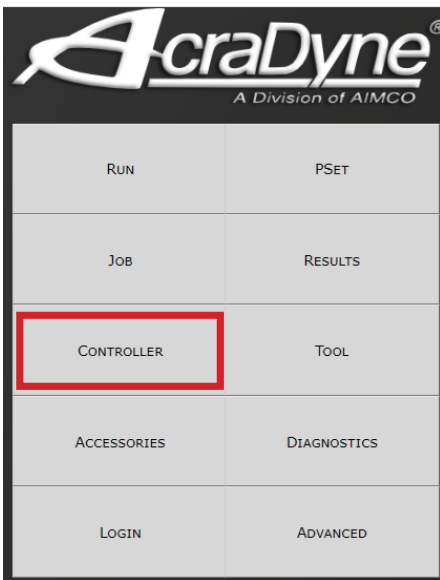 AcraDyne®
A Division of AIMCO
RUN PSET
JOB RESULTS
CONTROLLER TOOL
ACCESSORIES DIAGNOSTICS
LOGIN ADVANCED